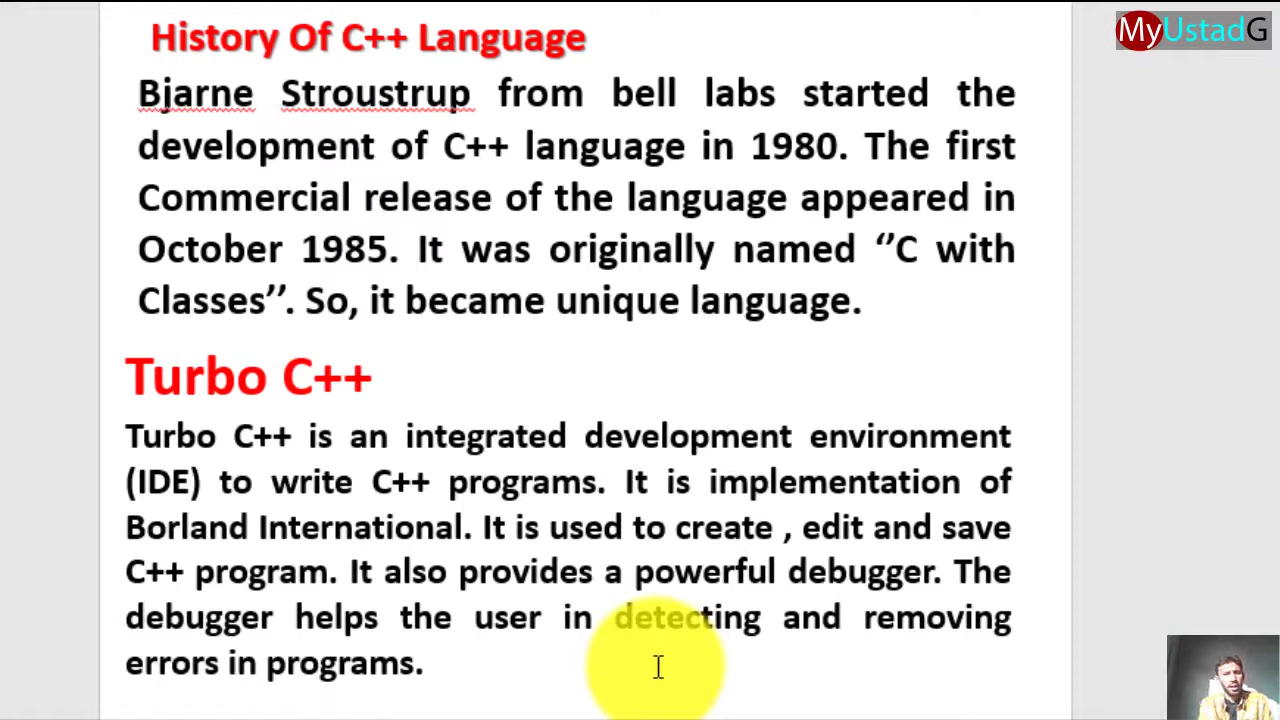 MyUstadG
History Of C++ Language
Bjarne Stroustrup from bell labs started the
development of C++ language in 1980. The first
Commercial release of the language appeared in
October 1985. It was originally named ‘’C with
Classes’’. So, it became unique language.
Turbo C++
Turbo C++ is an integrated development environment
(IDE) to write C++ programs. It is implementation of
Borland International. It is used to create , edit and save
C++ program. It also provides a powerful debugger. The
debugger helps the user in detecting and removing
errors in programs.